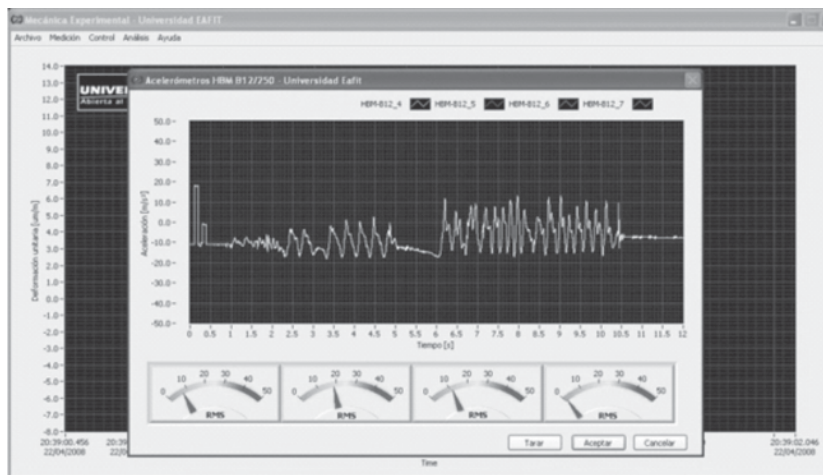 Mecánica Experimental - Universidad EAFIT
Archivo Medición Control Análisis Ayuda
Acelerómetros HBM B12/250 - Universidad Eafit
UNIVE
Abierta al
HBM-B12_4 HBM-B12_5 HBM-B12_6 HBM-B12_7
Deformación unitaria [um/m]
14.0
13.0
12.0
11.0
10.0
9.0
8.0
7.0
6.0
5.0
4.0
3.0
2.0
1.0
0.0
-1.0
-2.0
-3.0
-4.0
-5.0
-6.0
-7.0
-8.0
Aceleración [m/s²]
50.0
40.0
30.0
20.0
10.0
0.0
-10.0
-20.0
-30.0
-40.0
-50.0
0 0.5 1 1.5 2 2.5 3 3.5 4 4.5 5 5.5 6 6.5 7 7.5 8 8.5 9 9.5 10 10.5 11 11.5 12
Tempo [s]
0 10 20 30 40 50
RMS
0 10 20 30 40 50
RMS
0 10 20 30 40 50
RMS
0 10 20 30 40 50
RMS
Tarar Aceptar Cancelar
20:39:00.456 20:39:02.046
22/04/2008 22/04/2008
Time